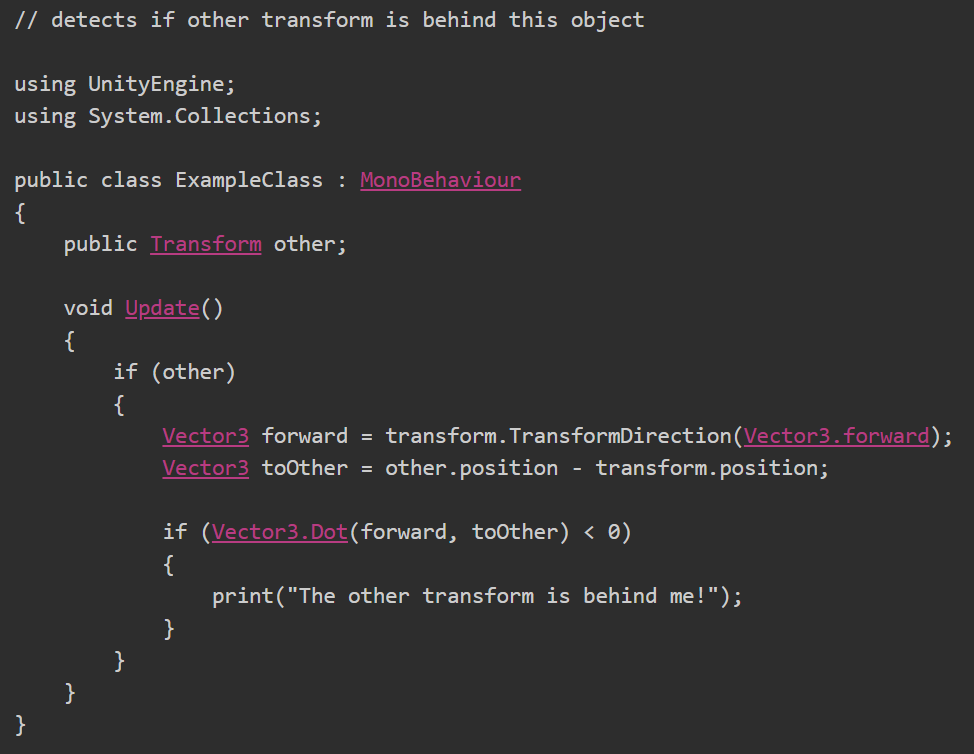 // detects if other transform is behind this object
using UnityEngine;
using System.Collections;
public class ExampleClass : MonoBehaviour
{
    public Transform other;
    void Update()
    {
        if (other)
        {
            Vector3 forward = transform.TransformDirection(Vector3.forward);
            Vector3 toOther = other.position - transform.position;
            if (Vector3.Dot(forward, toOther) < 0)
            {
                print("The other transform is behind me!");
            }
        }
    }
}